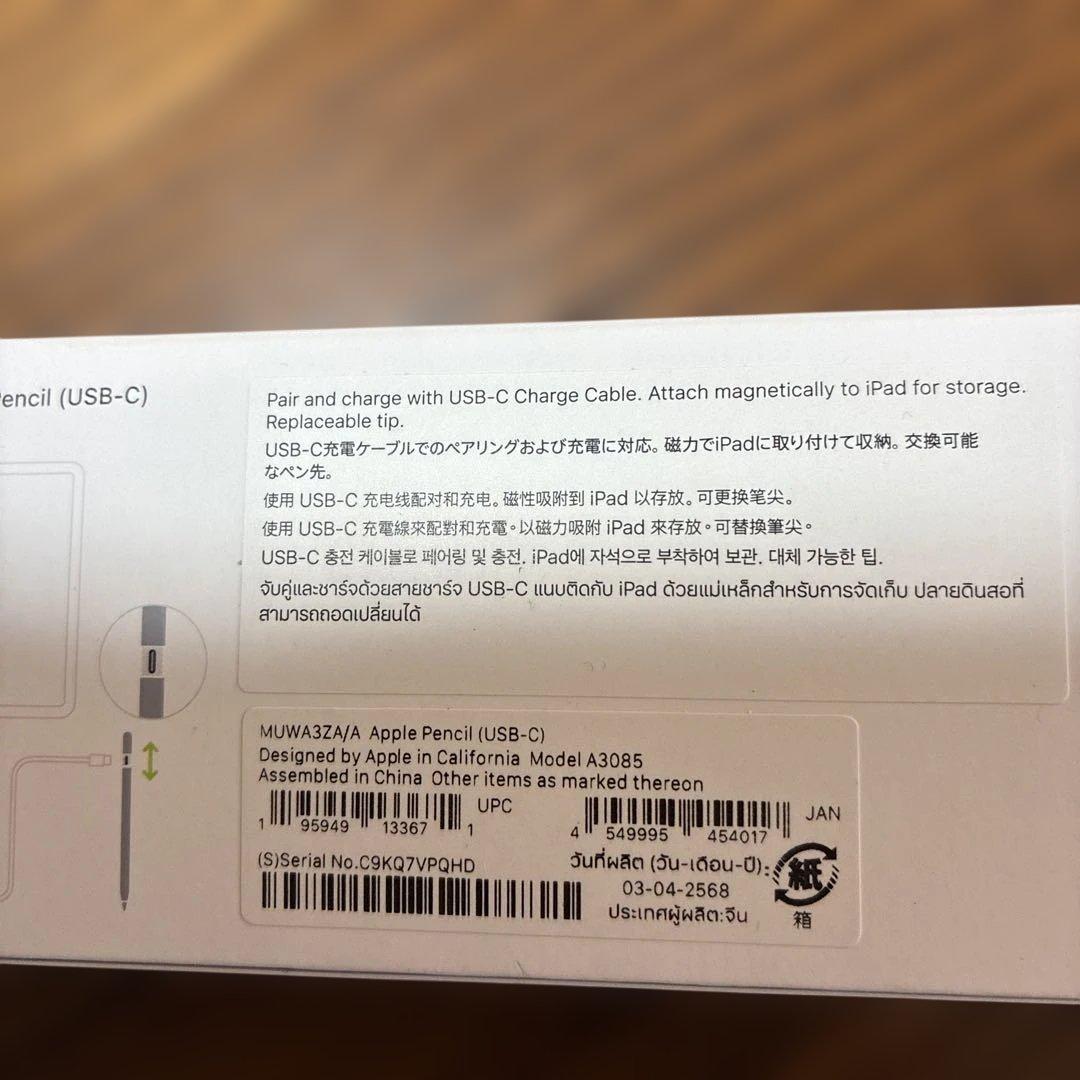 encil (USB-C)
Pair and charge with USB-C Charge Cable. Attach magnetically to iPad for storage.
Replaceable tip.
USB-C充電ケーブルでのペアリングおよび充電に対応。磁力でiPadに取り付けて収納。交換可能
なペン先。
使用 USB-C 充电线配对和充电。磁性吸附到 iPad 以存放。可更换笔尖。
使用 USB-C 充電線來配對和充電。以磁力吸附 iPad 來存放。可替換筆尖。
USB-C 충전 케이블로 페어링 및 충전. iPad에 자석으로 부착하여 보관. 대체 가능한 팁.
จับคู่และชาร์จด้วยสายชาร์จ USB-C แนบติดกับ iPad ด้วยแม่เหล็กสำหรับการจัดเก็บ ปลายดินสอที่
สามารถถอดเปลี่ยนได้
MUWA3ZA/A Apple Pencil (USB-C)
Designed by Apple in California Model A3085
Assembled in China Other items as marked thereon
UPC
1 95949 13367 1
JAN
4 549995 454017
(S)Serial No.C9KQ7VPQHD
วันที่ผลิต (วัน-เดือน-ปี):
03-04-2568
ประเทศผู้ผลิต:จีน
紙
箱